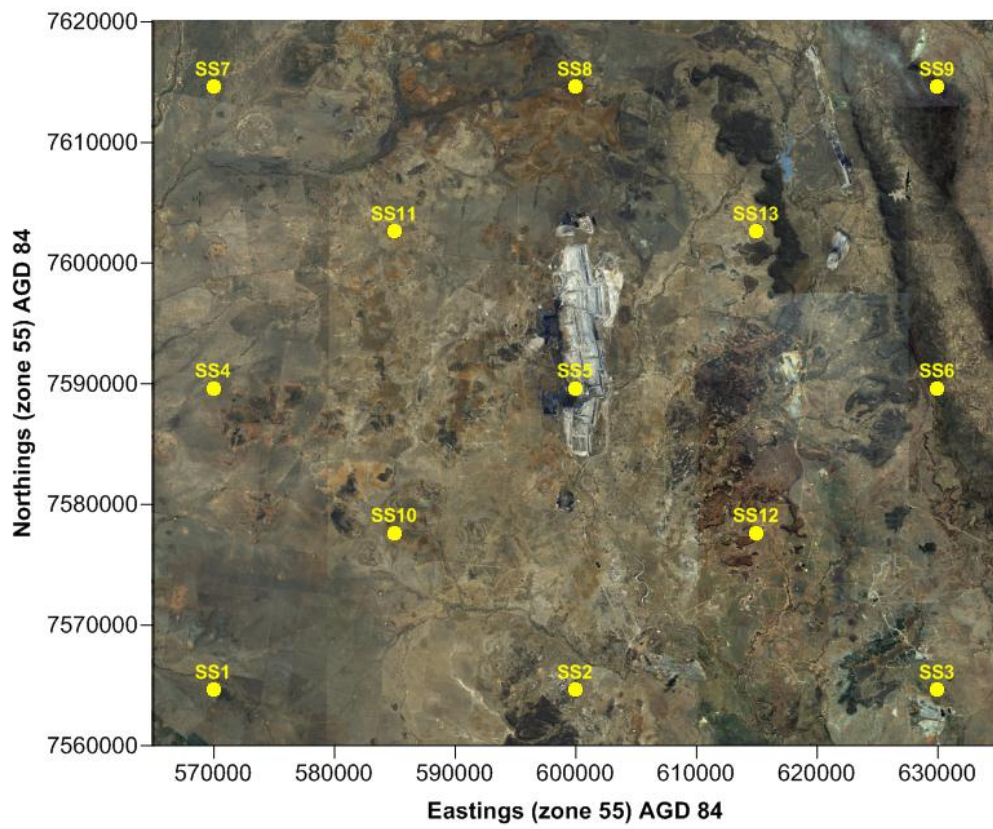 7620000
SS7
SS8
SS9
7610000
SS11
SS13
7600000
SS4
SS5
SS6
7590000
7580000
SS10
SS12
7570000
SS1
SS2
SS3
7560000
570000
580000
590000
600000
610000
620000
630000
Eastings (zone 55) AGD 84
Northings (zone 55) AGD 84